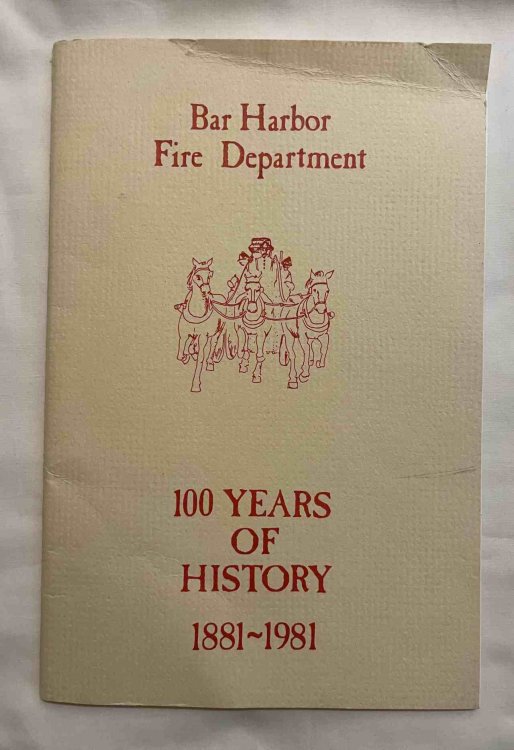 Bar Harbor
Fire Department
100 YEARS
OF
HISTORY
1881~1981